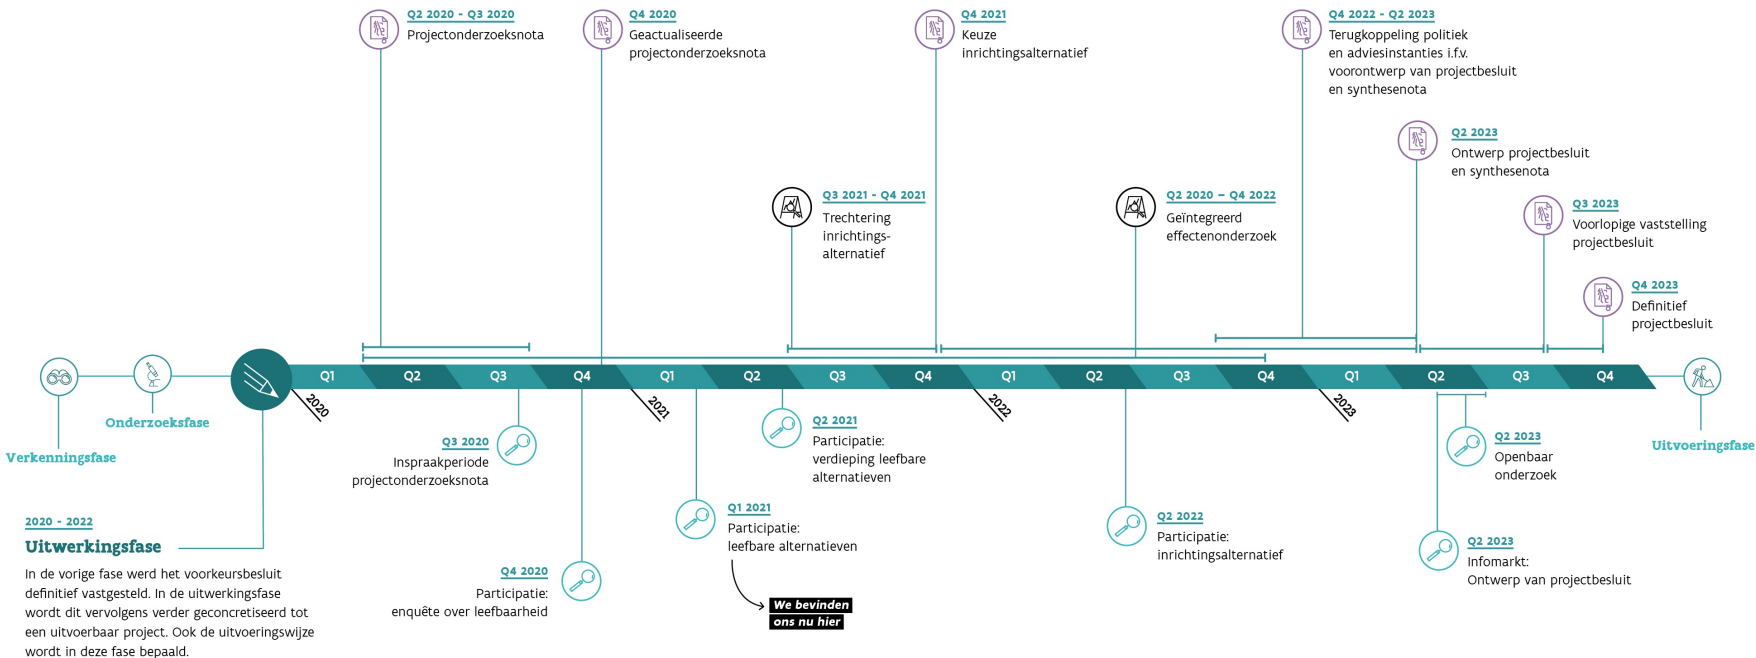 Q2 2020 - Q3 2020
Projectonderzoeksnota
Q4 2020
Geactualiseerde
projectonderzoeksnota
Q4 2021
Keuze
inrichtingsalternatief
Q4 2022 - Q2 2023
Terugkoppeling politiek
en adviesinstanties i.f.v.
voorontwerp van projectbesluit
en synthesenota
Q2 2023
Ontwerp projectbesluit
en synthesenota
Q3 2021 - Q4 2021
Trechtering
inrichtings-
alternatief
Q2 2020 – Q4 2022
Geïntegreerd
effectenonderzoek
Q3 2023
Voorlopige vaststelling
projectbesluit
Q4 2023
Definitief
projectbesluit
Q1 Q2 Q3 Q4 Q1 Q2 Q3 Q4 Q1 Q2 Q3 Q4 Q1 Q2 Q3 Q4
2020 2021 2022 2023
Verkenningsfase
Onderzoeksfase
Uitvoeringsfase
Q3 2020
Inspraakperiode
projectonderzoeksnota
Q2 2021
Participatie:
verdieping leefbare
alternatieven
Q2 2023
Openbaar
onderzoek
Q1 2021
Participatie:
leefbare alternatieven
Q2 2022
Participatie:
inrichtingsalternatief
Q2 2023
Infomarkt:
Ontwerp van projectbesluit
Q4 2020
Participatie:
enquête over leefbaarheid
We bevinden
ons nu hier
2020 - 2022
Uitwerkingsfase
In de vorige fase werd het voorkeursbesluit
definitief vastgesteld. In de uitwerkingsfase
wordt dit vervolgens verder geconcretiseerd tot
een uitvoerbaar project. Ook de uitvoeringswijze
wordt in deze fase bepaald.